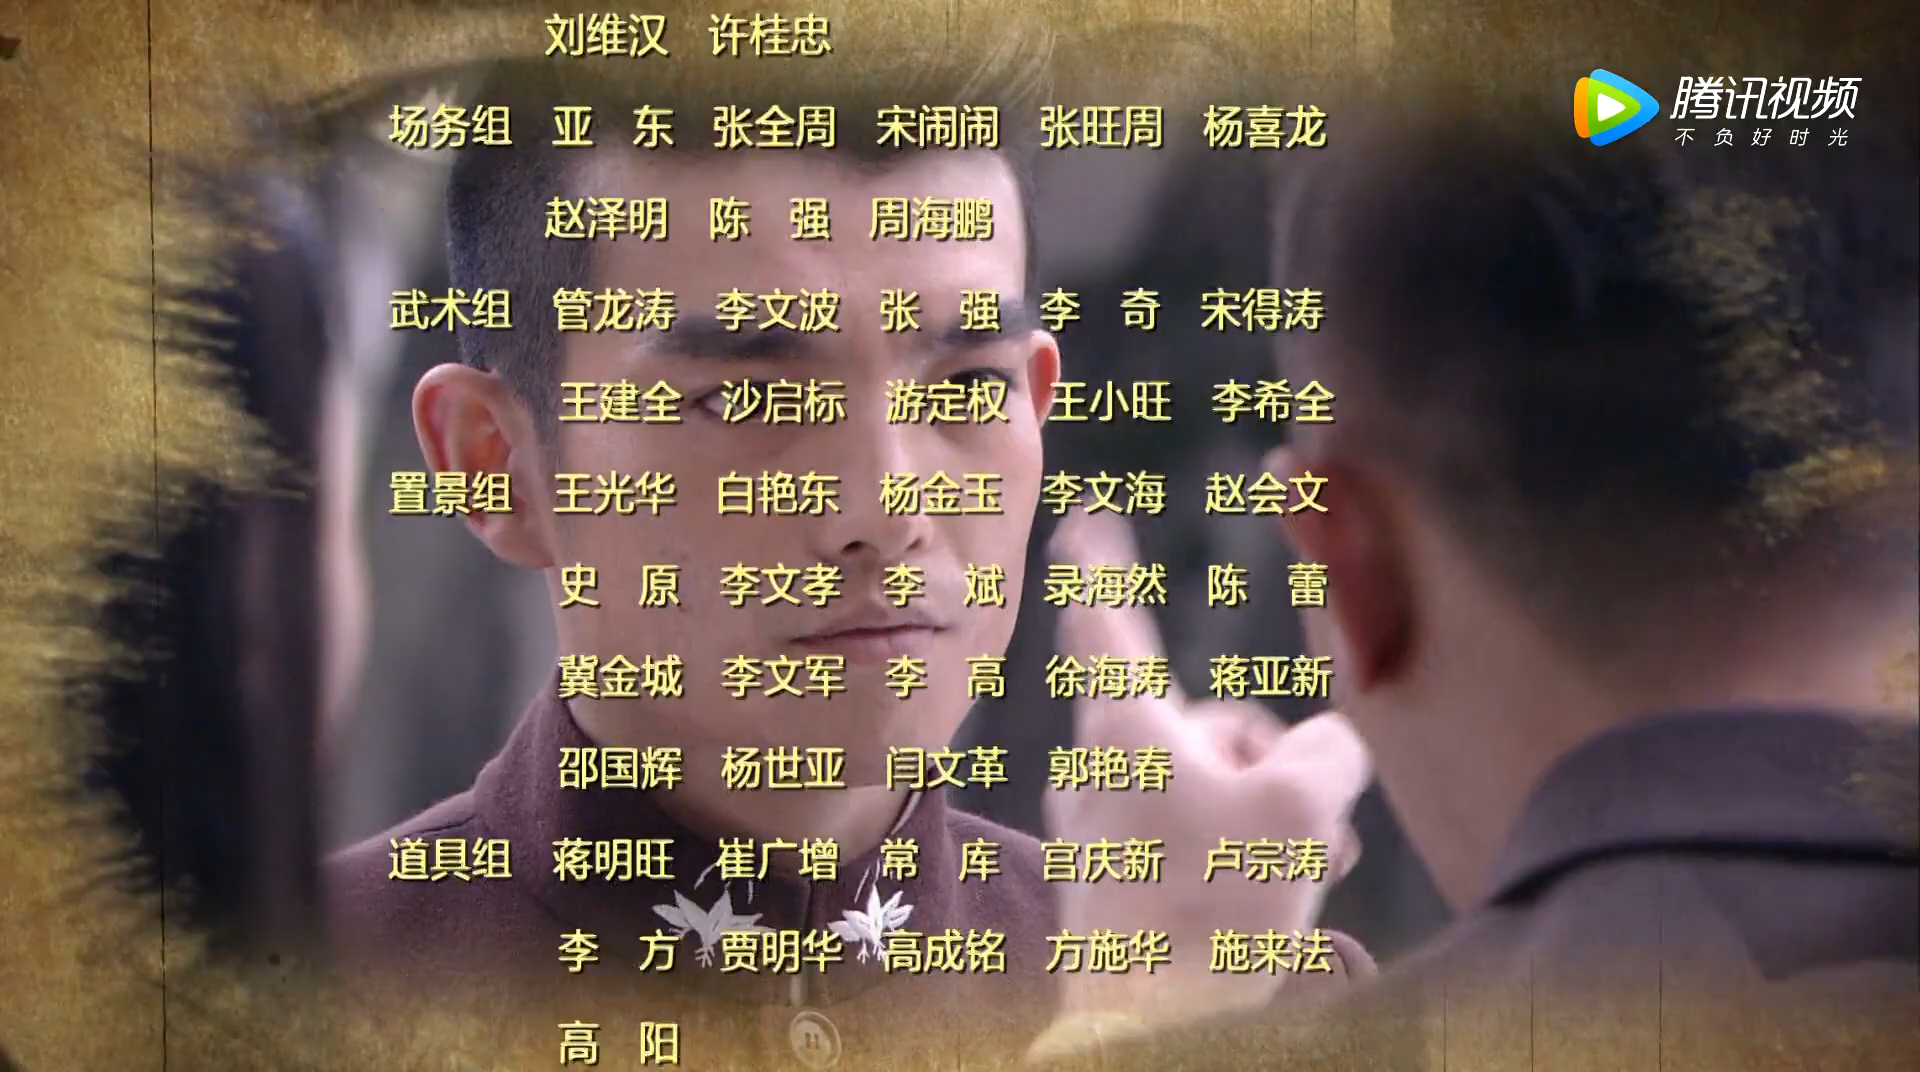 刘维汉 许桂忠
腾讯视频
不负好时光
场务组 亚 东 张全周 宋闹闹 张旺周 杨喜龙
赵泽明 陈 强 周海鹏
武术组 管龙涛 李文波 张 强 李 奇 宋得涛
王建全 沙启标 游定权 王小旺 李希全
置景组 王光华 白艳东 杨金玉 李文海 赵会文
史 原 李文孝 李 斌 录海然 陈 蕾
冀金城 李文军 李 高 徐海涛 蒋亚新
邵国辉 杨世亚 闫文革 郭艳春
道具组 蒋明旺 崔广增 常 库 宫庆新 卢宗涛
李 方 贾明华 高成铭 方施华 施来法
高 阳